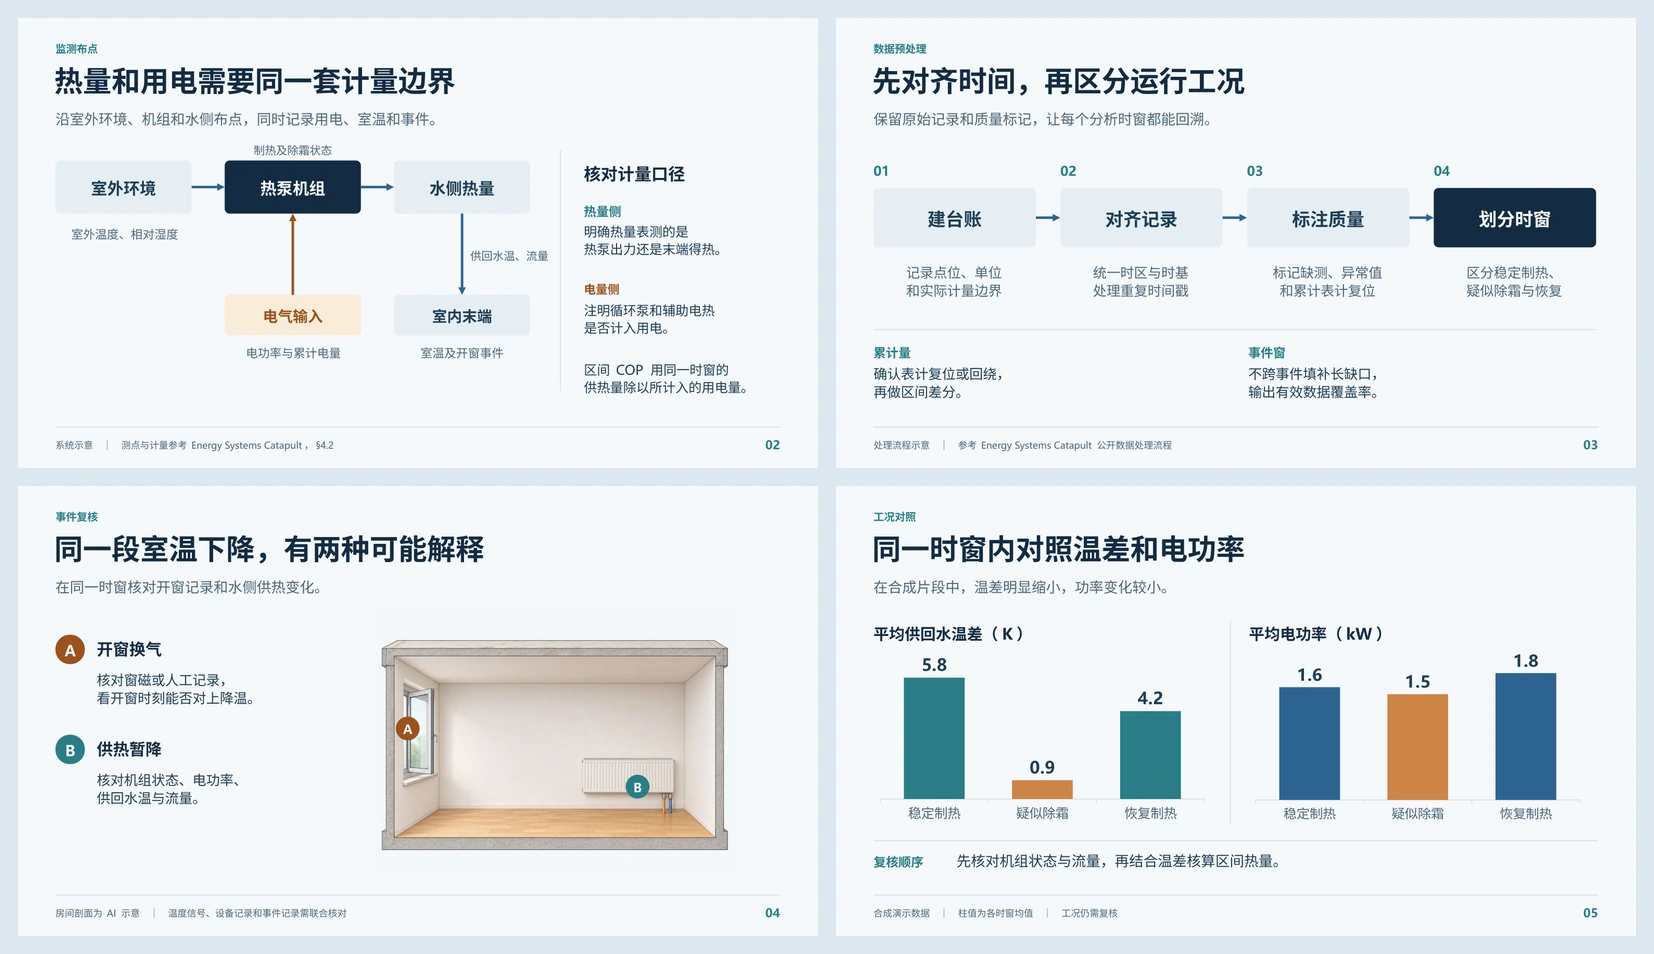 监测布点
热量和用电需要同一套计量边界
沿室外环境、机组和水侧布点，同时记录用电、室温和事件。
制热及除霜状态
室外环境
热泵机组
水侧热量
室外温度、相对湿度
供回水温、流量
电气输入
室内末端
电功率与累计电量
室温及开窗事件
核对计量口径
热量侧
明确热量表测的是
热泵出力还是末端得热。
电量侧
注明循环泵和辅助电热
是否计入用电。
区间 COP 用同一时窗的
供热量除以所计入的用电量。
系统示意 | 测点与计量参考 Energy Systems Catapult，§4.2
02
数据预处理
先对齐时间，再区分运行工况
保留原始记录和质量标记，让每个分析时窗都能回溯。
01
02
03
04
建台账
对齐记录
标注质量
划分时窗
记录点位、单位
和实际计量边界
统一时区与时基
处理重复时间戳
标记缺测、异常值
和累计表计复位
区分稳定制热、
疑似除霜与恢复
累计量
确认表计复位或回绕，
再做区间差分。
事件窗
不跨事件填补长缺口，
输出有效数据覆盖率。
处理流程示意 | 参考 Energy Systems Catapult 公开数据处理流程
03
事件复核
同一段室温下降，有两种可能解释
在同一时窗核对开窗记录和水侧供热变化。
A
开窗换气
核对窗磁或人工记录，
看开窗时刻能否对上降温。
B
供热暂降
核对机组状态、电功率、
供回水温与流量。
A
B
房间剖面为 AI 示意 | 温度信号、设备记录和事件记录需联合核对
04
工况对照
同一时窗内对照温差和电功率
在合成片段中，温差明显缩小，功率变化较小。
平均供回水温差（K）
5.8
0.9
4.2
稳定制热
疑似除霜
恢复制热
平均电功率（kW）
1.6
1.5
1.8
稳定制热
疑似除霜
恢复制热
复核顺序
先核对机组状态与流量，再结合温差核算区间热量。
合成演示数据 | 柱值为各时窗均值 | 工况仍需复核
05